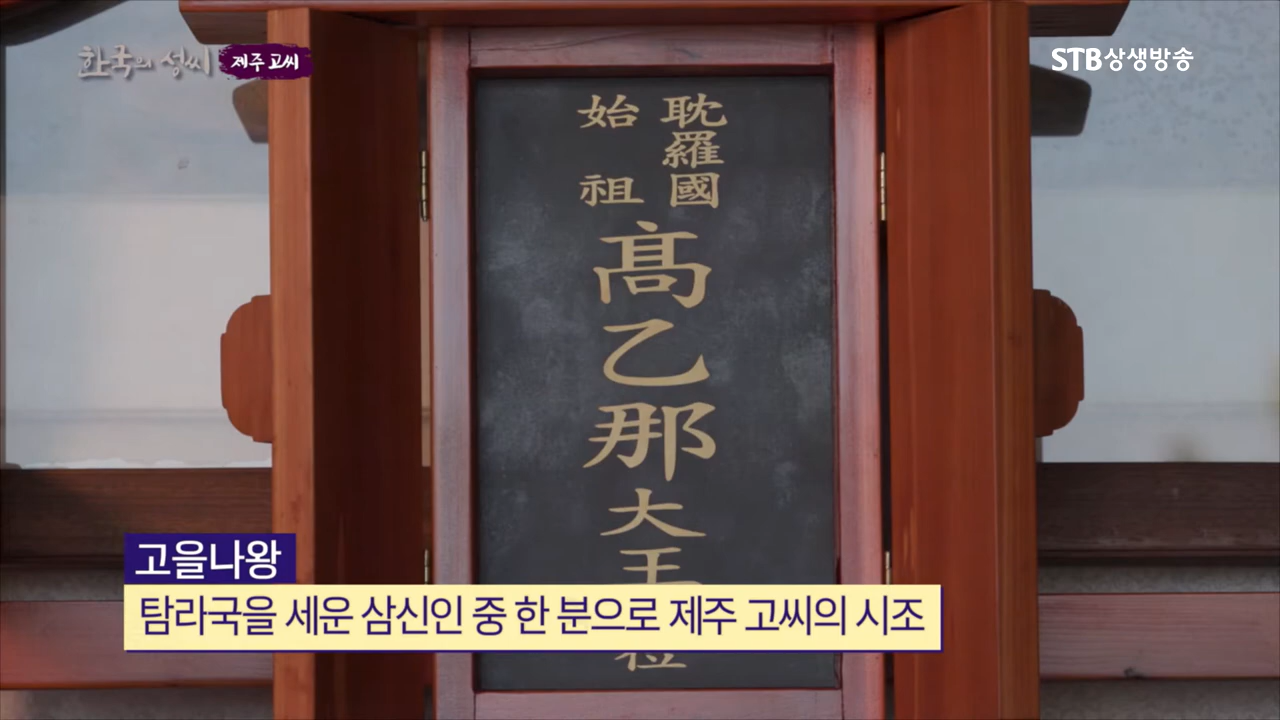 한국의 성씨 제주 고씨
STB상생방송
耽羅國
始祖
髙乙那大王
位
고을나왕
탐라국을 세운 삼신인 중 한 분으로 제주 고씨의 시조